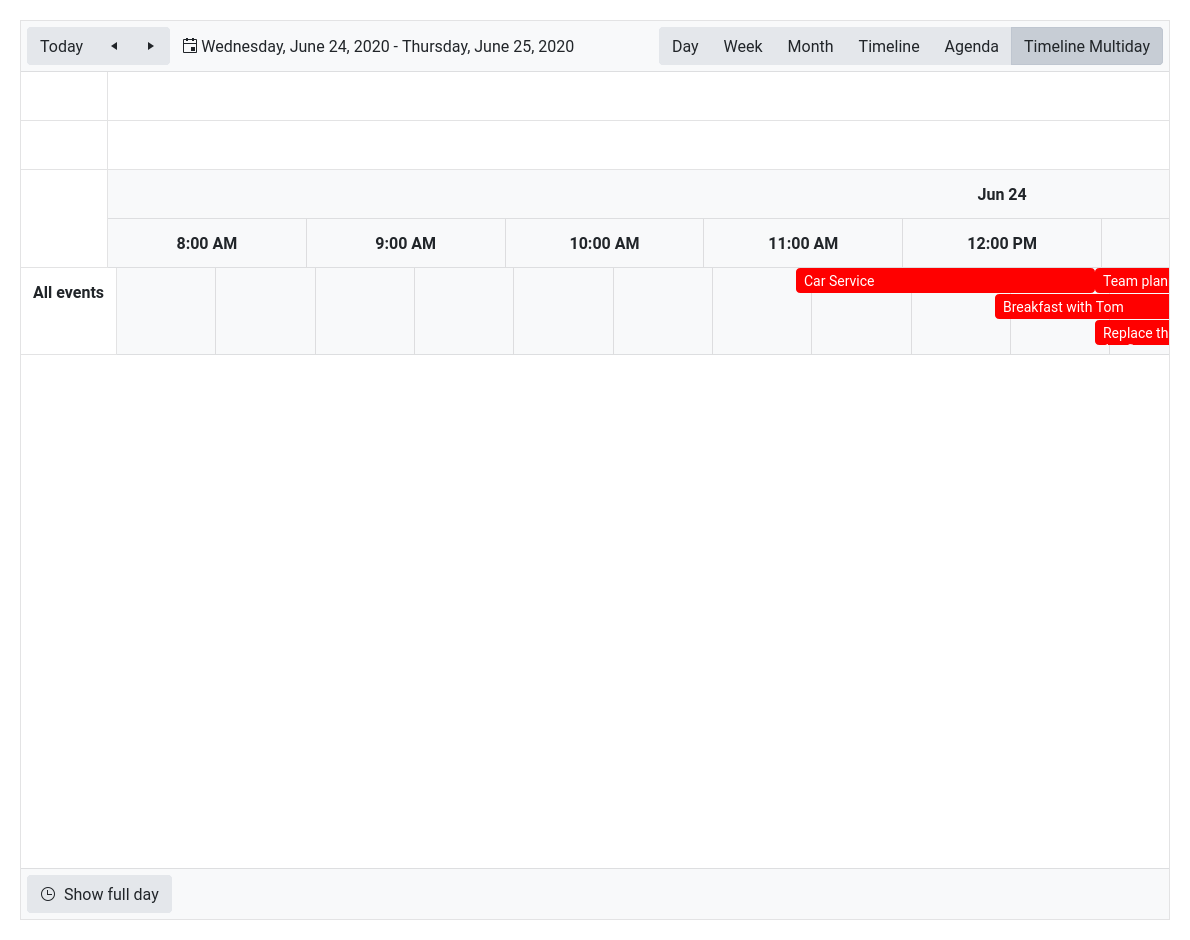 Today
Wednesday, June 24, 2020 - Thursday, June 25, 2020
Day Week Month Timeline Agenda Timeline Multiday
Jun 24
8:00 AM 9:00 AM 10:00 AM 11:00 AM 12:00 PM
All events
Car Service Team plan
Breakfast with Tom
Replace th
Show full day